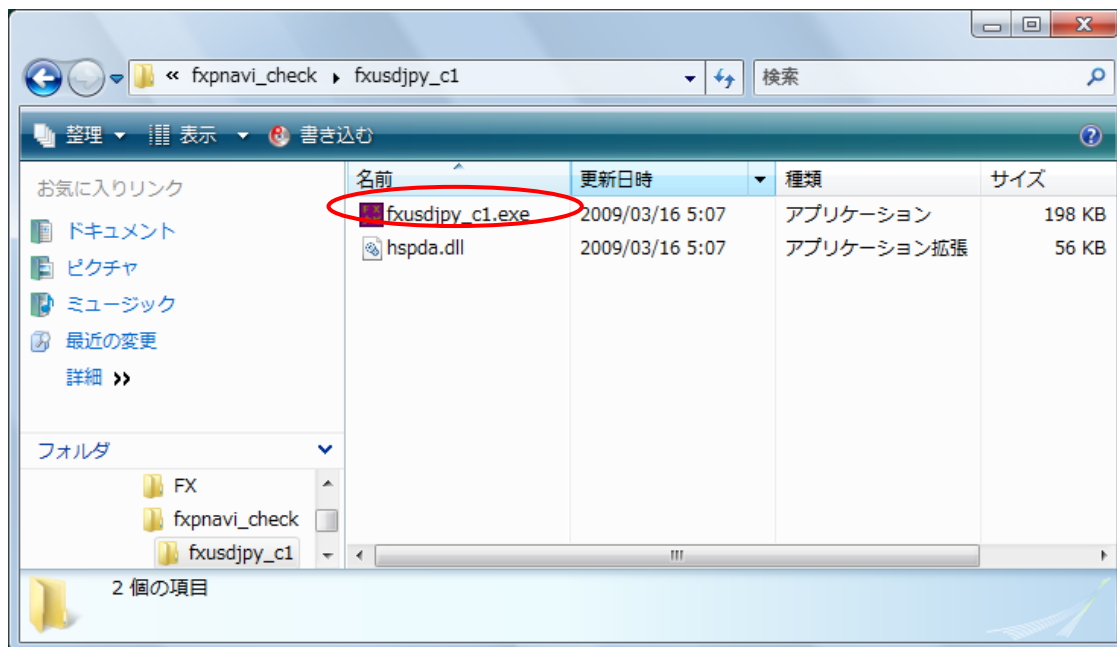 « fxpnavi_check fxusdjpy_c1 検索
整理 表示 書き込む
お気に入りリンク
ドキュメント
ピクチャ
ミュージック
最近の変更
詳細 »
フォルダ
FX
fxpnavi_check
fxusdjpy_c1
名前 更新日時 種類 サイズ
fxusdjpy_c1.exe 2009/03/16 5:07 アプリケーション 198 KB
hspda.dll 2009/03/16 5:07 アプリケーション拡張 56 KB
2 個の項目